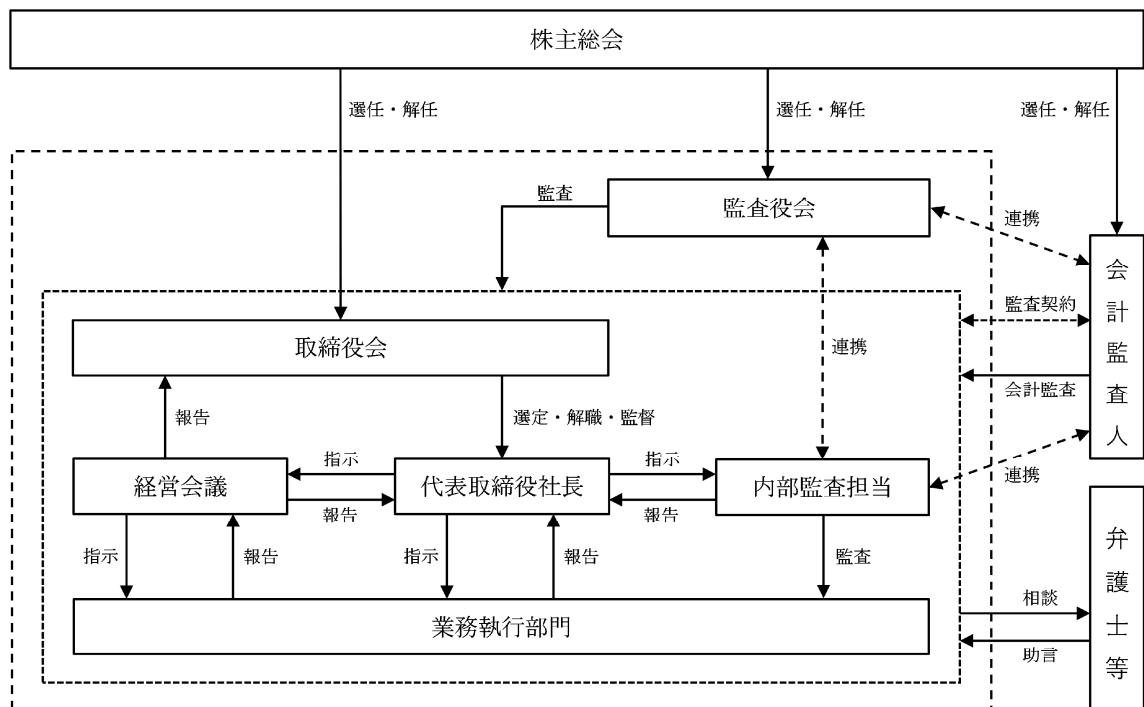 株主総会
選任・解任
選任・解任
選任・解任
監査
監査役会
連携
会計監査人
監査契約
取締役会
連携
会計監査
報告
選定・解職・監督
経営会議
指示
報告
代表取締役社長
指示
報告
内部監査担当
連携
指示
報告
指示
報告
監査
弁護士等
業務執行部門
相談
助言